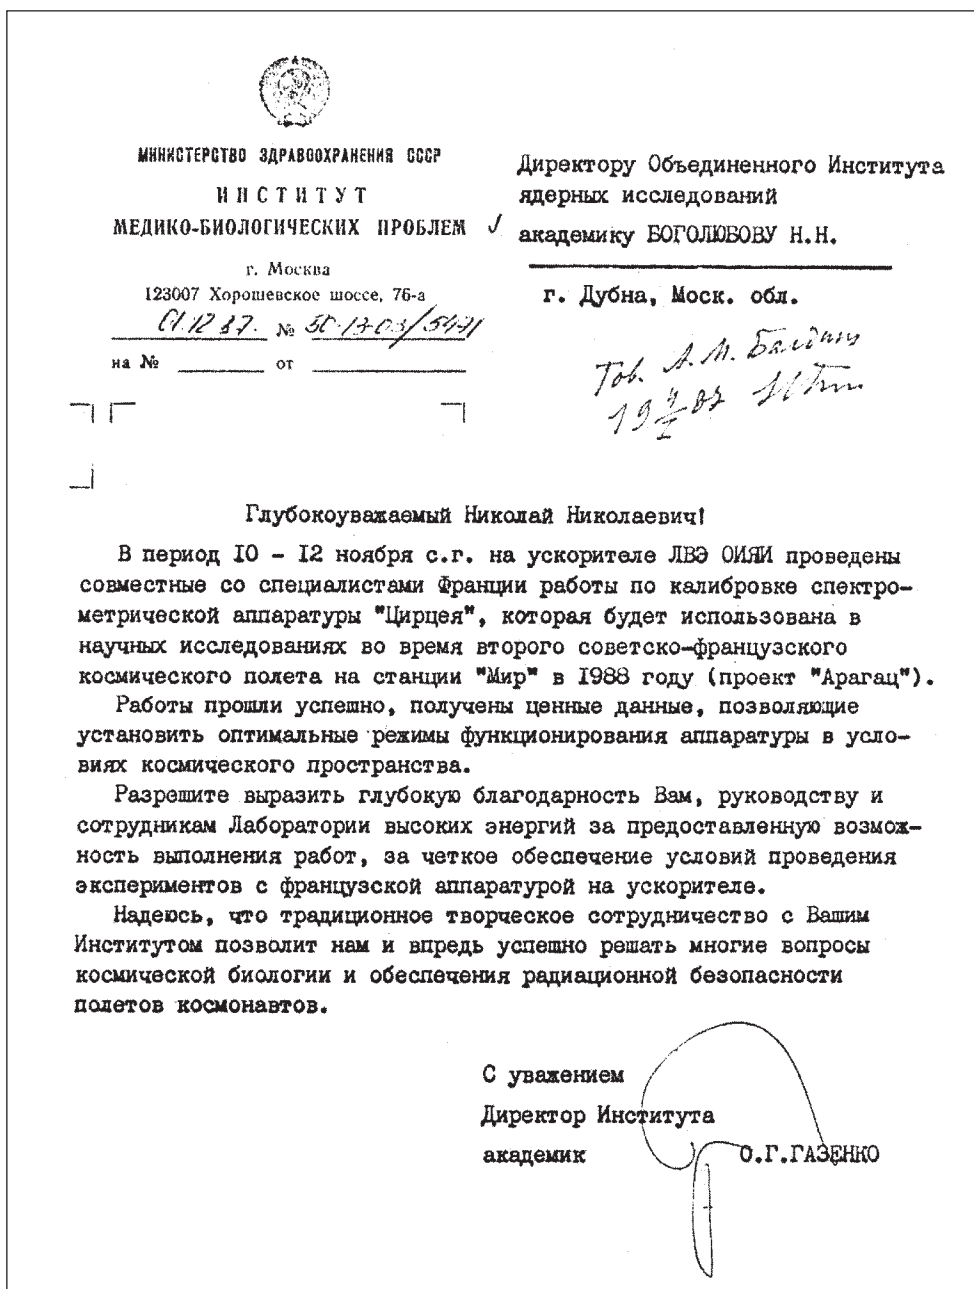 МИНИСТЕРСТВО ЗДРАВООХРАНЕНИЯ СССР
ИНСТИТУТ
МЕДИКО-БИОЛОГИЧЕСКИХ ПРОБЛЕМ
г. Москва
123007 Хорошевское шоссе, 76-а
01.12.87. № 50-13-03/5471
на № от
Директору Объединенного Института
ядерных исследований
академику БОГОЛЮБОВУ Н.Н.
г. Дубна, Моск. обл.
Тов. А.М. Балдину
Глубокоуважаемый Николай Николаевич!
В период 10 - 12 ноября с.г. на ускорителе ЛВЭ ОИЯИ проведены
совместные со специалистами Франции работы по калибровке спектро-
метрической аппаратуры "Цирцея", которая будет использована в
научных исследованиях во время второго советско-французского
космического полета на станции "Мир" в 1988 году (проект "Арагац").
Работы прошли успешно, получены ценные данные, позволяющие
установить оптимальные режимы функционирования аппаратуры в усло-
виях космического пространства.
Разрешите выразить глубокую благодарность Вам, руководству и
сотрудникам Лаборатории высоких энергий за предоставленную возмож-
ность выполнения работ, за четкое обеспечение условий проведения
экспериментов с французской аппаратурой на ускорителе.
Надеюсь, что традиционное творческое сотрудничество с Вашим
Институтом позволит нам и впредь успешно решать многие вопросы
космической биологии и обеспечения радиационной безопасности
полетов космонавтов.
С уважением
Директор Института
академик О.Г.ГАЗЕНКО